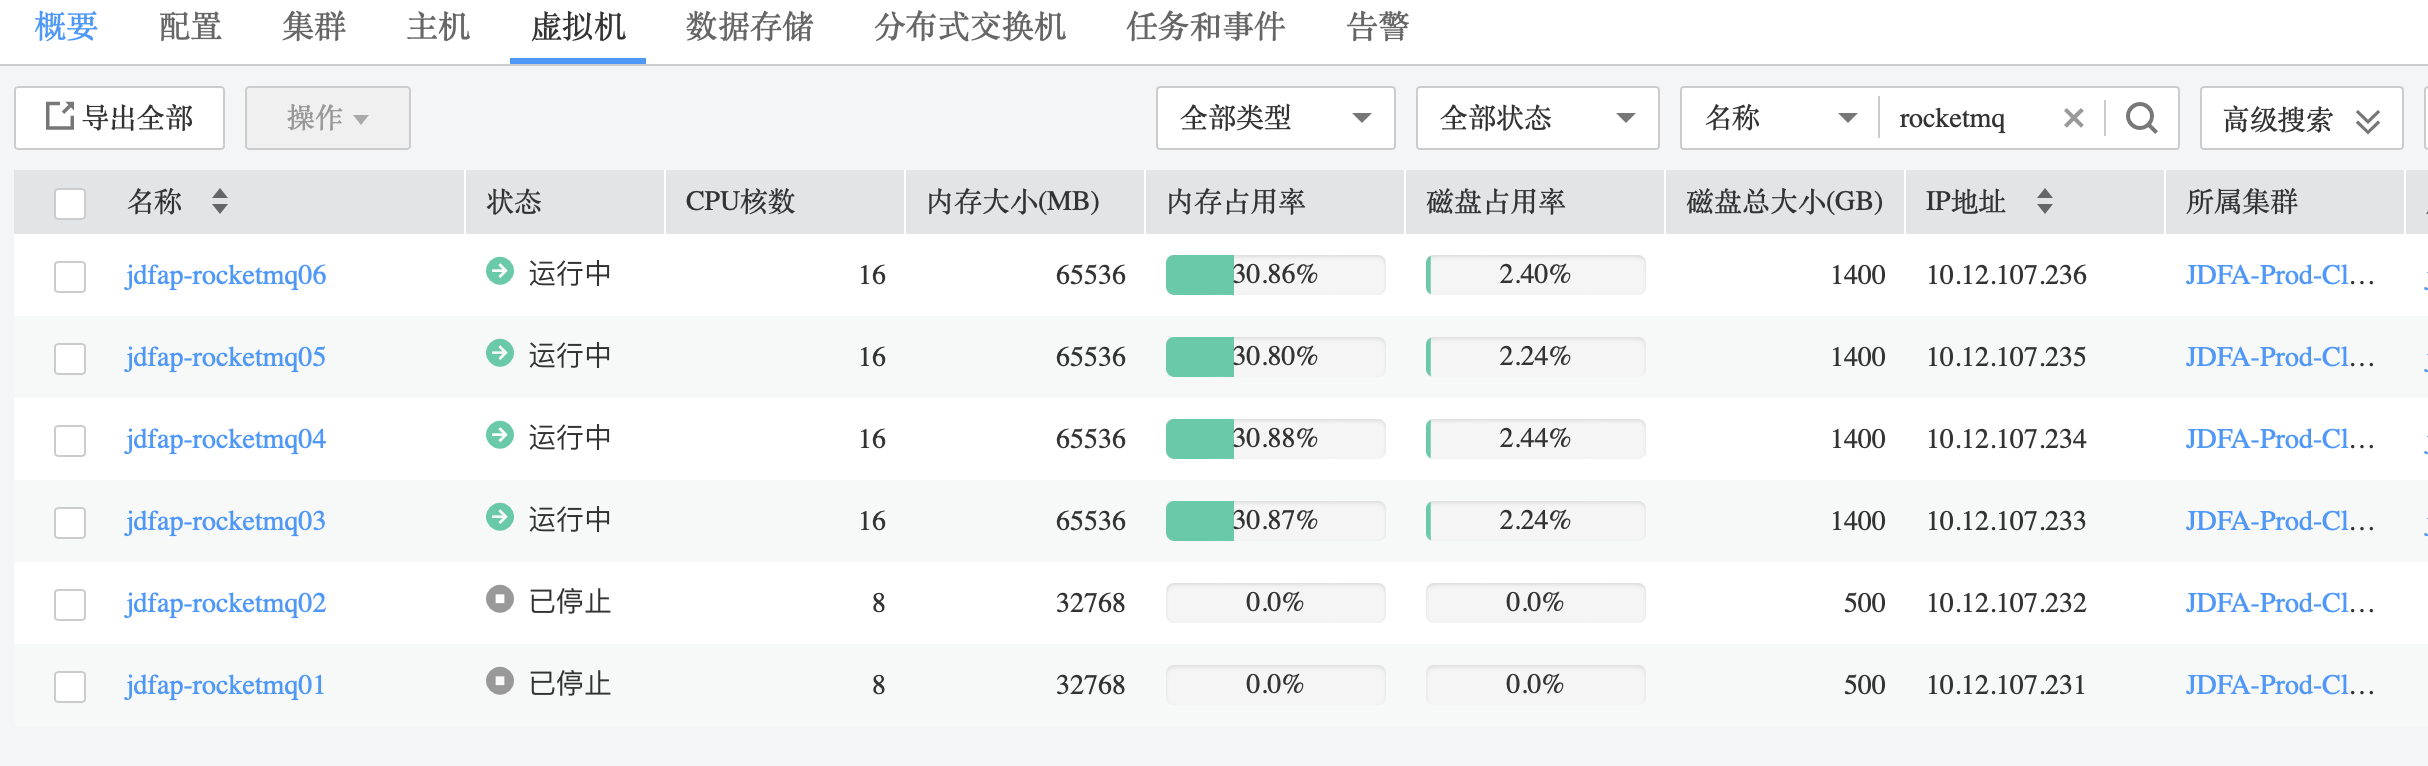 概要 配置 集群 主机 虚拟机 数据存储 分布式交换机 任务和事件 告警
导出全部 操作 全部类型 全部状态 名称 rocketmq 高级搜索
名称 状态 CPU核数 内存大小(MB) 内存占用率 磁盘占用率 磁盘总大小(GB) IP地址 所属集群
jdfap-rocketmq06 运行中 16 65536 30.86% 2.40% 1400 10.12.107.236 JDFA-Prod-Cl...
jdfap-rocketmq05 运行中 16 65536 30.80% 2.24% 1400 10.12.107.235 JDFA-Prod-Cl...
jdfap-rocketmq04 运行中 16 65536 30.88% 2.44% 1400 10.12.107.234 JDFA-Prod-Cl...
jdfap-rocketmq03 运行中 16 65536 30.87% 2.24% 1400 10.12.107.233 JDFA-Prod-Cl...
jdfap-rocketmq02 已停止 8 32768 0.0% 0.0% 500 10.12.107.232 JDFA-Prod-Cl...
jdfap-rocketmq01 已停止 8 32768 0.0% 0.0% 500 10.12.107.231 JDFA-Prod-Cl...